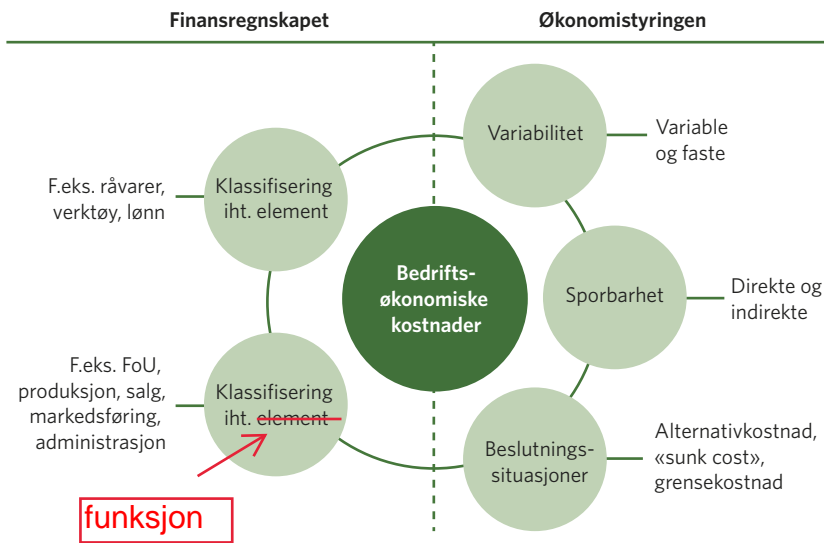 Finansregnskapet
Økonomistyringen
Klassifisering
iht. element
F.eks. råvarer,
verktøy, lønn
Klassifisering
iht. element
F.eks. FoU,
produksjon, salg,
markedsføring,
administrasjon
funksjon
Bedrifts-
økonomiske
kostnader
Variabilitet
Variable
og faste
Sporbarhet
Direkte og
indirekte
Beslutnings-
situasjoner
Alternativkostnad,
«sunk cost»,
grensekostnad